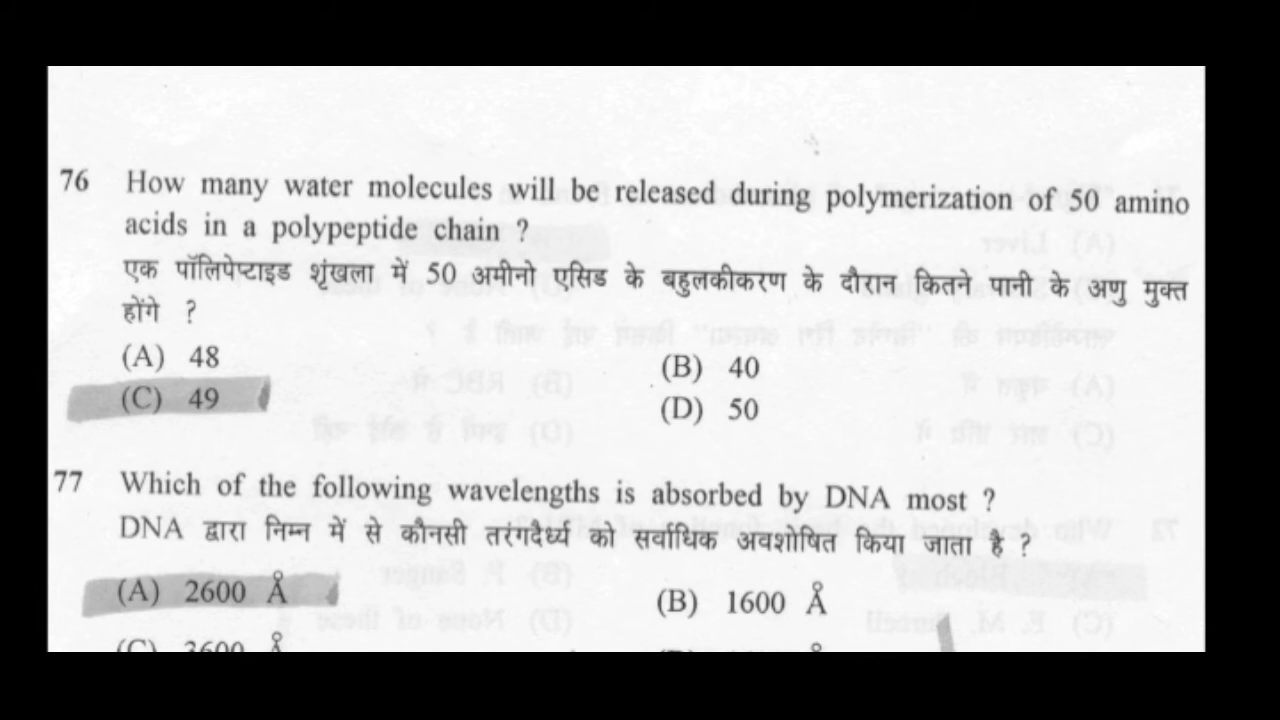 76 How many water molecules will be released during polymerization of 50 amino
acids in a polypeptide chain ?
एक पॉलिपेप्टाइड शृंखला में 50 अमीनो एसिड के बहुलकीकरण के दौरान कितने पानी के अणु मुक्त
होंगे ?
(A) 48 (B) 40
(C) 49 (D) 50
77 Which of the following wavelengths is absorbed by DNA most ?
DNA द्वारा निम्न में से कौनसी तरंगदैर्ध्य को सर्वाधिक अवशोषित किया जाता है ?
(A) 2600 Å (B) 1600 Å
(C) 3600 Å